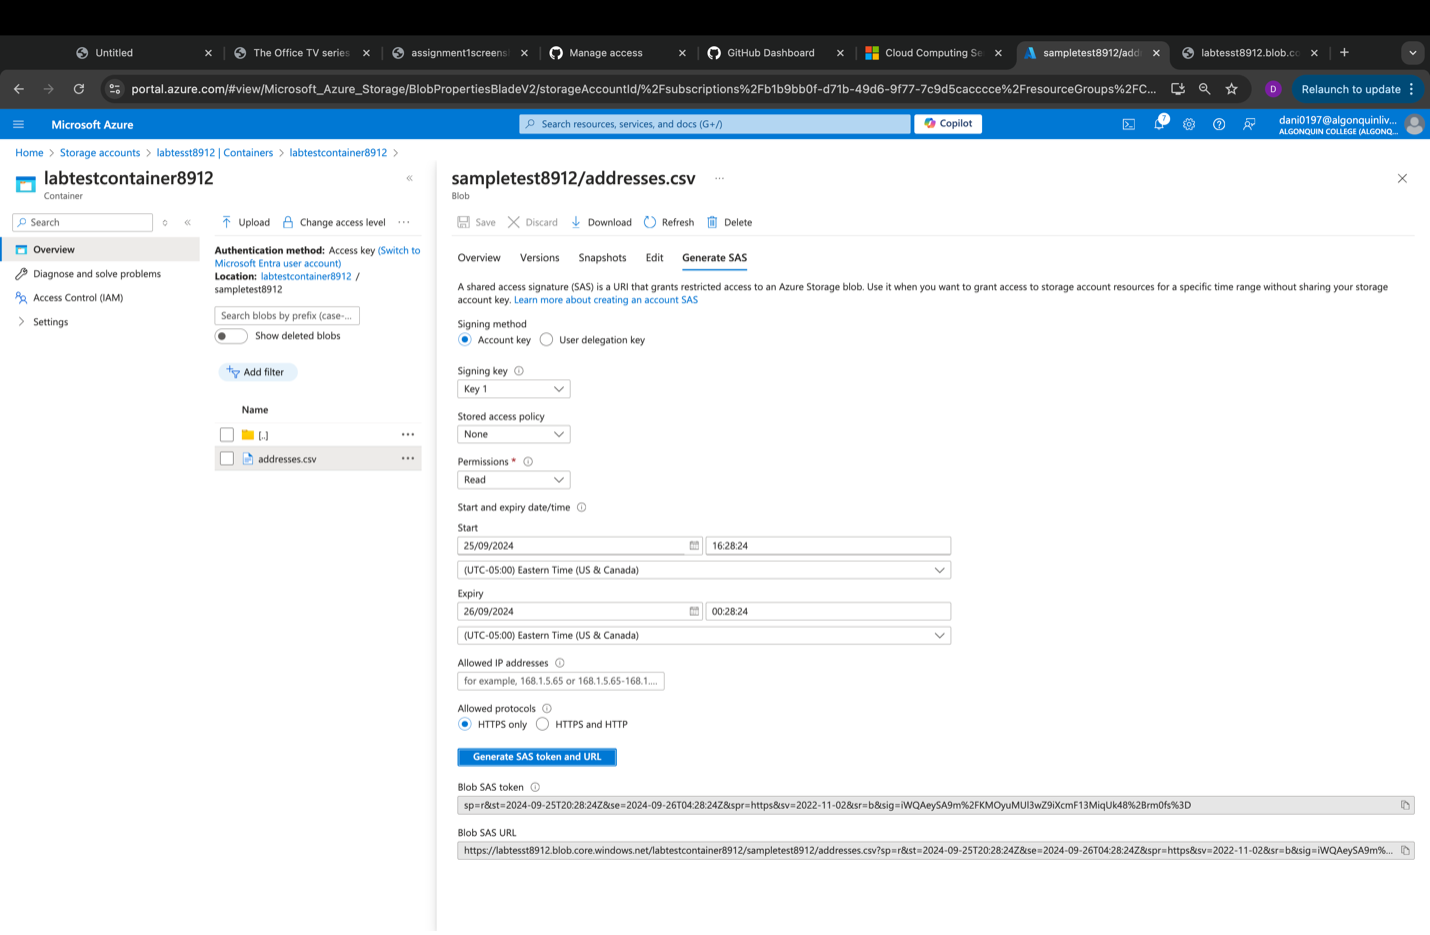 Untitled
The Office TV series
assignment1screens
Manage access
GitHub Dashboard
Cloud Computing Se
sampletest8912/add
labtesst8912.blob.co
portal.azure.com/#view/Microsoft_Azure_Storage/BlobPropertiesBladeV2/storageAccountId/%2Fsubscriptions%2Fb1b9bb0f-d71b-49d6-9f77-7c9d5cacccce%2FresourceGroups%2FC...
D
Relaunch to update
Microsoft Azure
Search resources, services, and docs (G+/)
Copilot
7
dani0197@algonquinliv...
ALGONQUIN COLLEGE (ALGONQ...
Home > Storage accounts > labtesst8912 | Containers > labtestcontainer8912 >
labtestcontainer8912
Container
Search
Overview
Diagnose and solve problems
Access Control (IAM)
Settings
Upload
Change access level
Authentication method: Access key (Switch to
Microsoft Entra user account)
Location: labtestcontainer8912 /
sampletest8912
Search blobs by prefix (case-...
Show deleted blobs
Add filter
Name
[..]
addresses.csv
sampletest8912/addresses.csv
Blob
Save
Discard
Download
Refresh
Delete
Overview
Versions
Snapshots
Edit
Generate SAS
A shared access signature (SAS) is a URI that grants restricted access to an Azure Storage blob. Use it when you want to grant access to storage account resources for a specific time range without sharing your storage
account key. Learn more about creating an account SAS
Signing method
Account key
User delegation key
Signing key
Key 1
Stored access policy
None
Permissions *
Read
Start and expiry date/time
Start
25/09/2024
16:28:24
(UTC-05:00) Eastern Time (US & Canada)
Expiry
26/09/2024
00:28:24
(UTC-05:00) Eastern Time (US & Canada)
Allowed IP addresses
for example, 168.1.5.65 or 168.1.5.65-168.1....
Allowed protocols
HTTPS only
HTTPS and HTTP
Generate SAS token and URL
Blob SAS token
sp=r&st=2024-09-25T20:28:24Z&se=2024-09-26T04:28:24Z&spr=https&sv=2022-11-02&sr=b&sig=iWQAeySA9m%2FKMOyuMUl3wZ9iXcmF13MiqUk48%2Brm0fs%3D
Blob SAS URL
https://labtesst8912.blob.core.windows.net/labtestcontainer8912/sampletest8912/addresses.csv?sp=r&st=2024-09-25T20:28:24Z&se=2024-09-26T04:28:24Z&spr=https&sv=2022-11-02&sr=b&sig=iWQAeySA9m%...